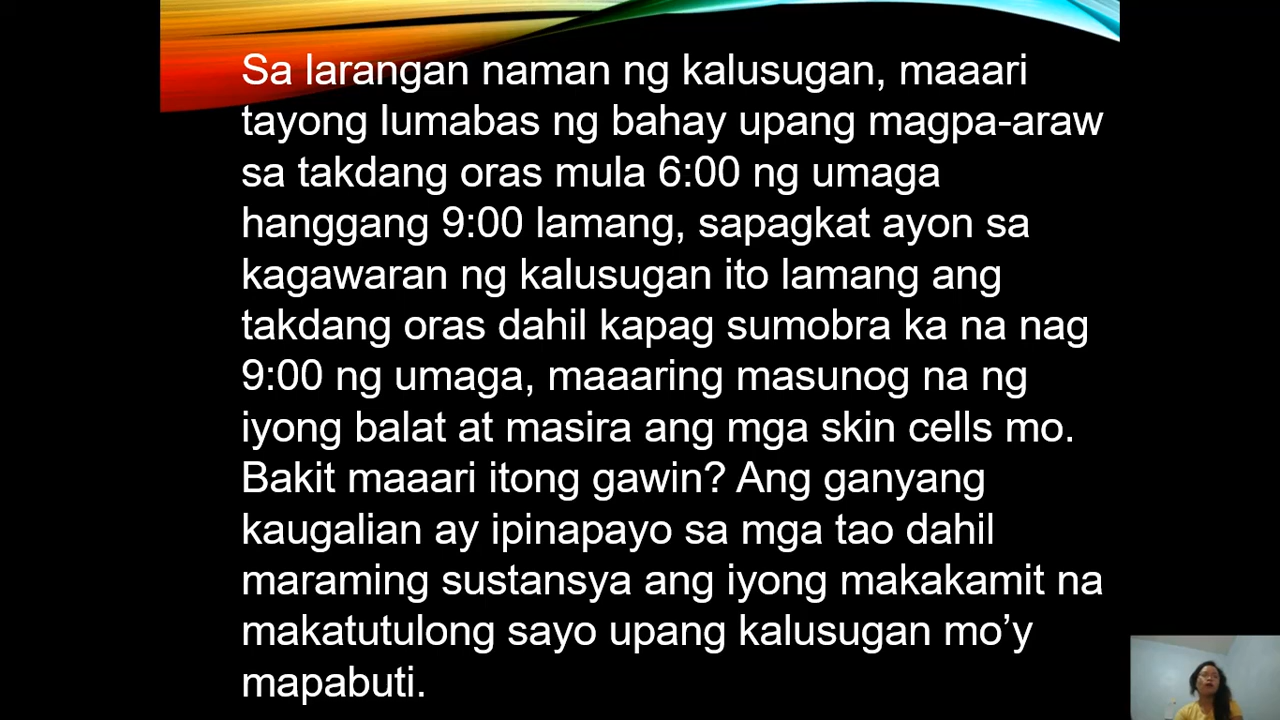 Sa larangan naman ng kalusugan, maaari
tayong lumabas ng bahay upang magpa-araw
sa takdang oras mula 6:00 ng umaga
hanggang 9:00 lamang, sapagkat ayon sa
kagawaran ng kalusugan ito lamang ang
takdang oras dahil kapag sumobra ka na nag
9:00 ng umaga, maaaring masunog na ng
iyong balat at masira ang mga skin cells mo.
Bakit maaari itong gawin? Ang ganyang
kaugalian ay ipinapayo sa mga tao dahil
maraming sustansya ang iyong makakamit na
makatutulong sayo upang kalusugan mo’y
mapabuti.